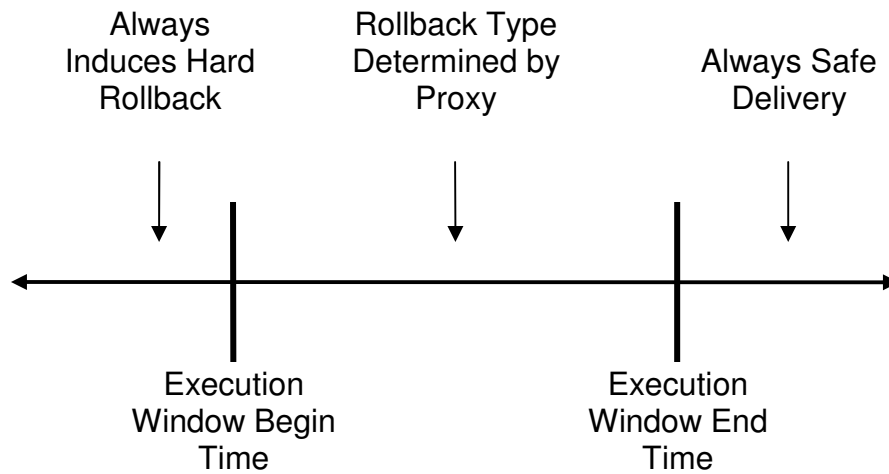 Always
Induces Hard
Rollback
Rollback Type
Determined by
Proxy
Always Safe
Delivery
Execution
Window Begin
Time
Execution
Window End
Time